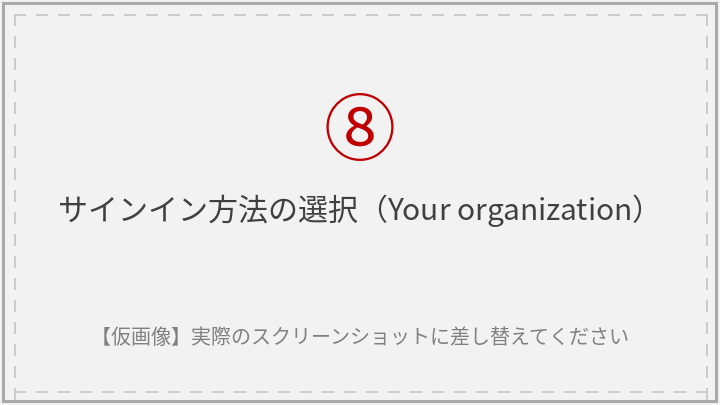 ⑧
サインイン方法の選択（Your organization）
【仮画像】実際のスクリーンショットに差し替えてください